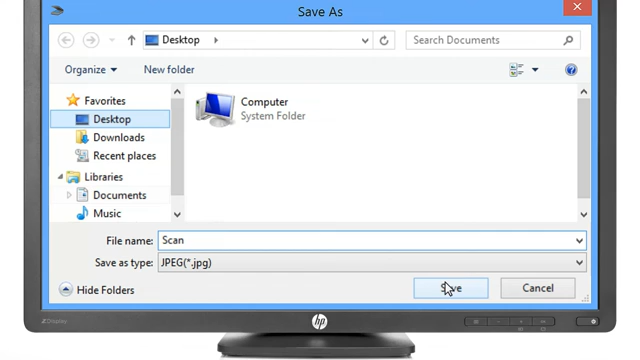 Save As
Desktop
Search Documents
Organize
New folder
Favorites
Desktop
Downloads
Recent places
Libraries
Documents
Music
Computer
System Folder
File name: Scan
Save as type: JPEG(*.jpg)
Hide Folders
Save
Cancel
ZDisplay
hp